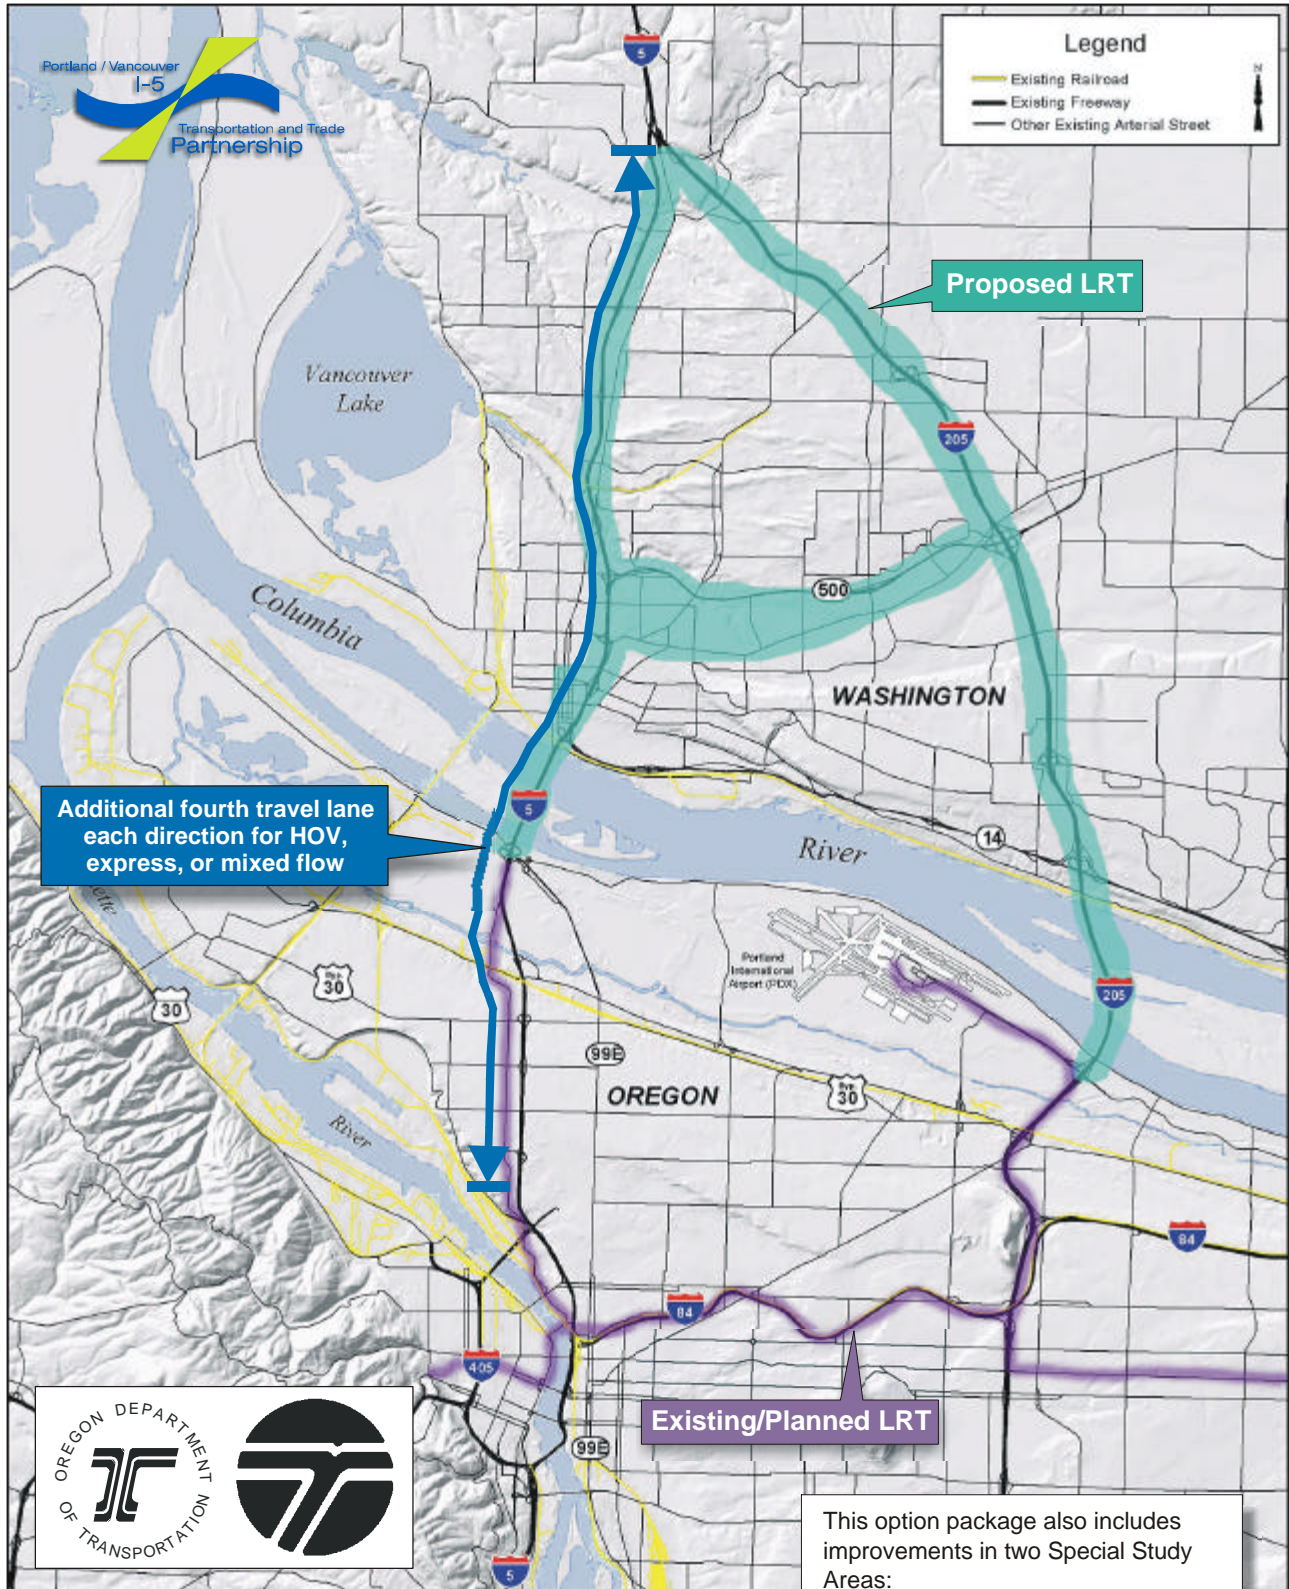 Portland / Vancouver
I-5
Transportation and Trade
Partnership
5
Legend
N
Existing Railroad
Existing Freeway
Other Existing Arterial Street
Proposed LRT
Vancouver
Lake
205
500
Columbia
WASHINGTON
Additional fourth travel lane
each direction for HOV,
express, or mixed flow
5
River
14
ette
Portland
International
Airport (PDX)
30
Byp.
30
205
99E
OREGON
Byp.
30
River
84
84
405
Existing/Planned LRT
99E
OREGON DEPARTMENT
OF TRANSPORTATION
5
This option package also includes
improvements in two Special Study
Areas: